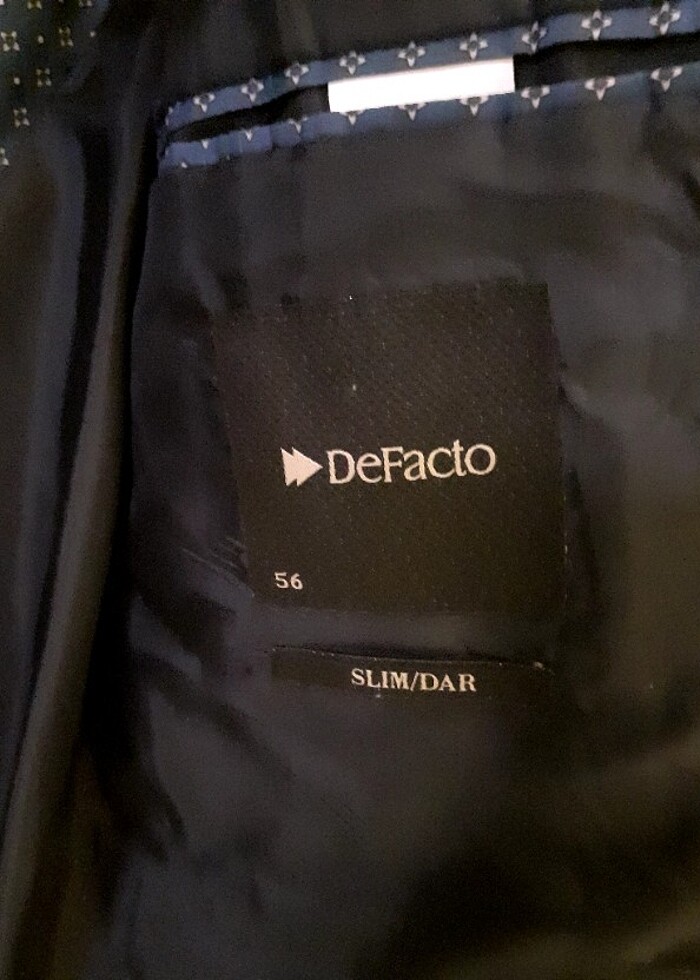 DeFacto
56
SLIM/DAR